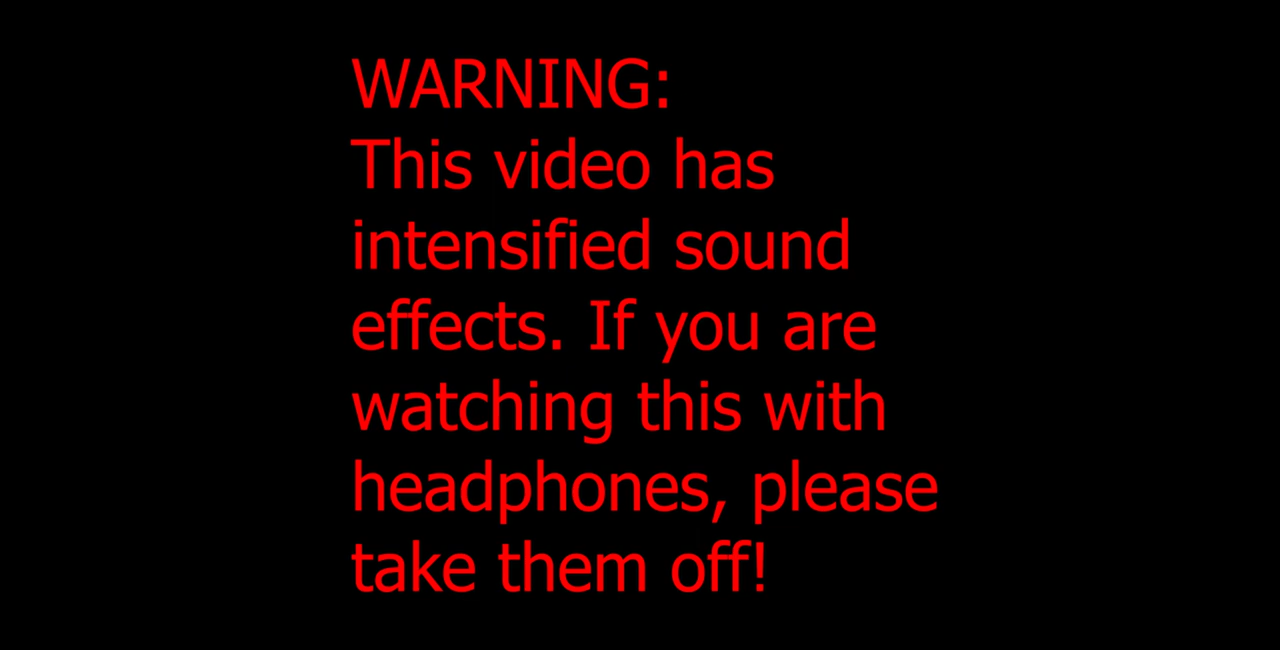 WARNING:
This video has
intensified sound
effects. If you are
watching this with
headphones, please
take them off!